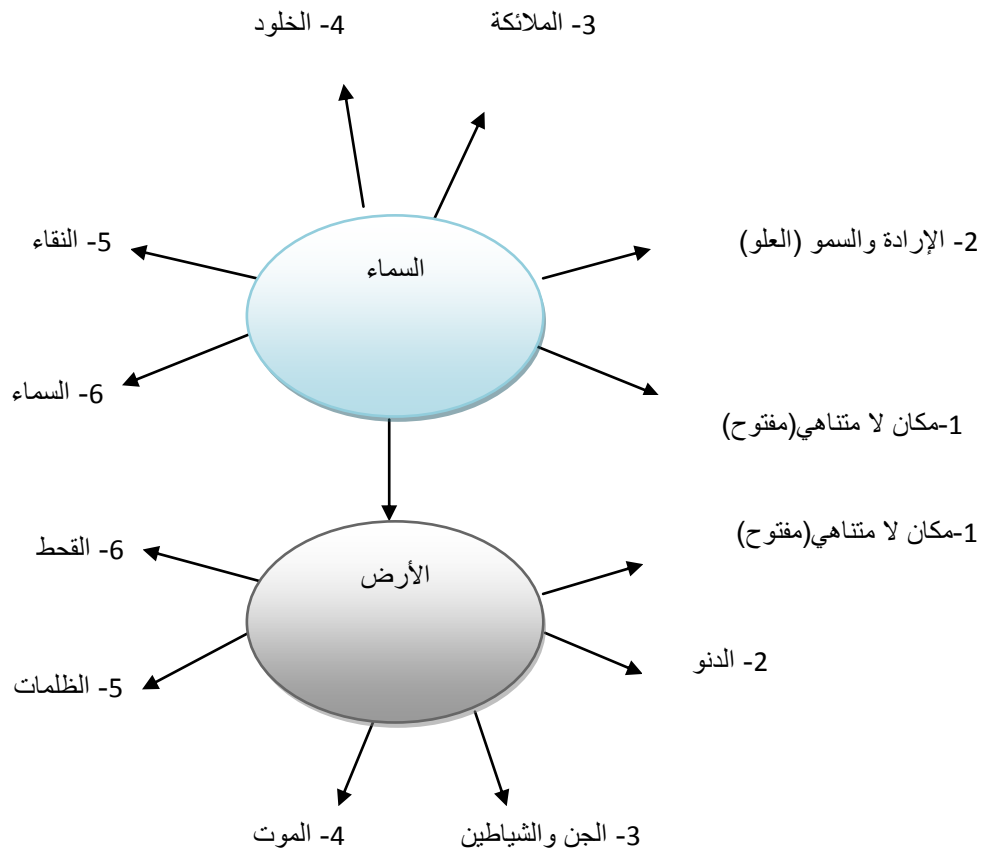 3- الملائكة
4- الخلود
2- الإرادة والسمو (العلو)
5- النقاء
السماء
6- السماء
1-مكان لا متناهي(مفتوح)
1-مكان لا متناهي(مفتوح)
6- القحط
الأرض
2- الدنو
5- الظلمات
3- الجن والشياطين
4- الموت